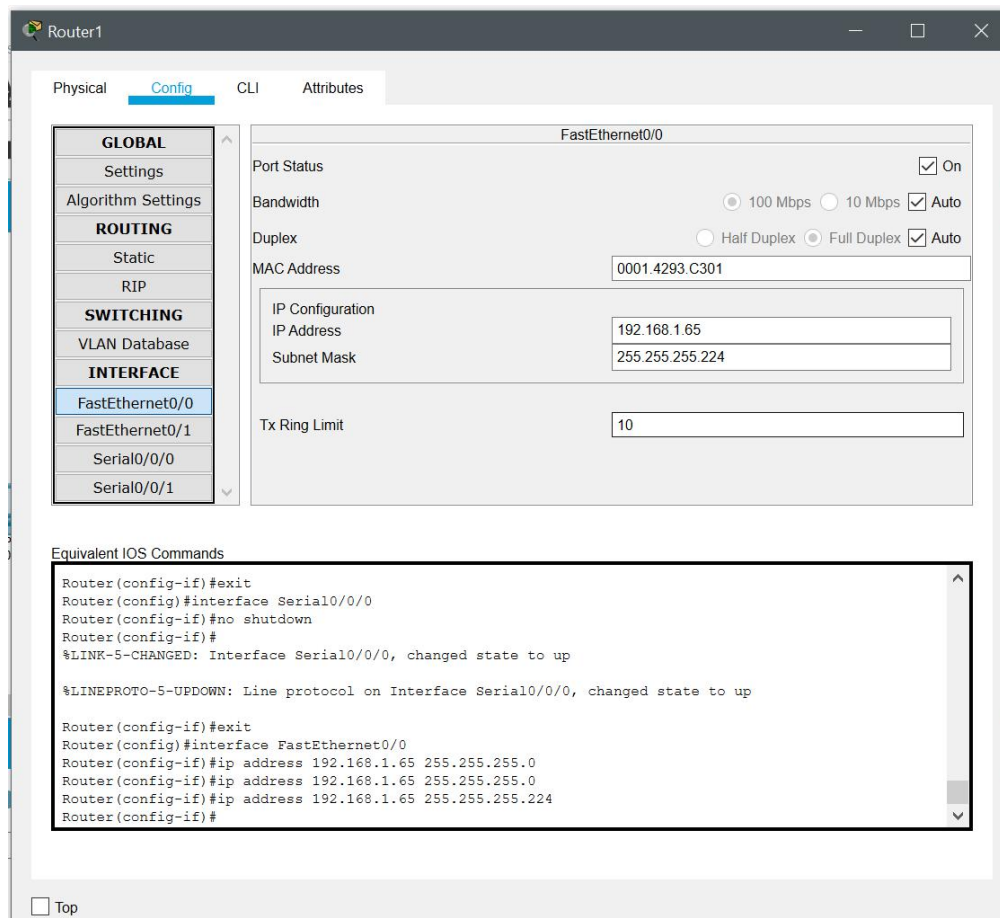 Router1
Physical Config CLI Attributes
GLOBAL
Settings
Algorithm Settings
ROUTING
Static
RIP
SWITCHING
VLAN Database
INTERFACE
FastEthernet0/0
FastEthernet0/1
Serial0/0/0
Serial0/0/1
FastEthernet0/0
Port Status On
Bandwidth 100 Mbps 10 Mbps Auto
Duplex Half Duplex Full Duplex Auto
MAC Address 0001.4293.C301
IP Configuration
IP Address 192.168.1.65
Subnet Mask 255.255.255.224
Tx Ring Limit 10
Equivalent IOS Commands
Router(config-if)#exit
Router(config)#interface Serial0/0/0
Router(config-if)#no shutdown
Router(config-if)#
%LINK-5-CHANGED: Interface Serial0/0/0, changed state to up
%LINEPROTO-5-UPDOWN: Line protocol on Interface Serial0/0/0, changed state to up
Router(config-if)#exit
Router(config)#interface FastEthernet0/0
Router(config-if)#ip address 192.168.1.65 255.255.255.0
Router(config-if)#ip address 192.168.1.65 255.255.255.0
Router(config-if)#ip address 192.168.1.65 255.255.255.224
Router(config-if)#
Top